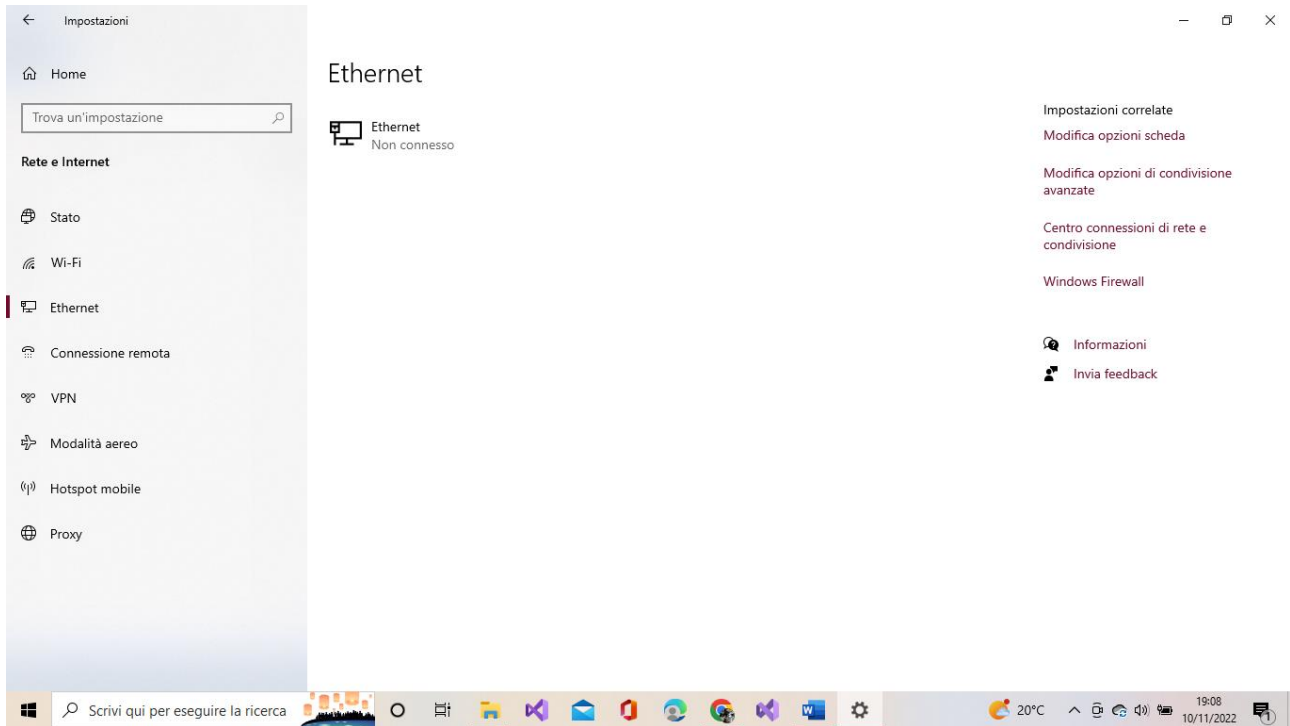 Impostazioni
Home
Trova un'impostazione
Rete e Internet
Stato
Wi-Fi
Ethernet
Connessione remota
VPN
Modalità aereo
Hotspot mobile
Proxy
Ethernet
Ethernet
Non connesso
Impostazioni correlate
Modifica opzioni scheda
Modifica opzioni di condivisione
avanzate
Centro connessioni di rete e
condivisione
Windows Firewall
Informazioni
Invia feedback
Scrivi qui per eseguire la ricerca
20°C
19:08
10/11/2022